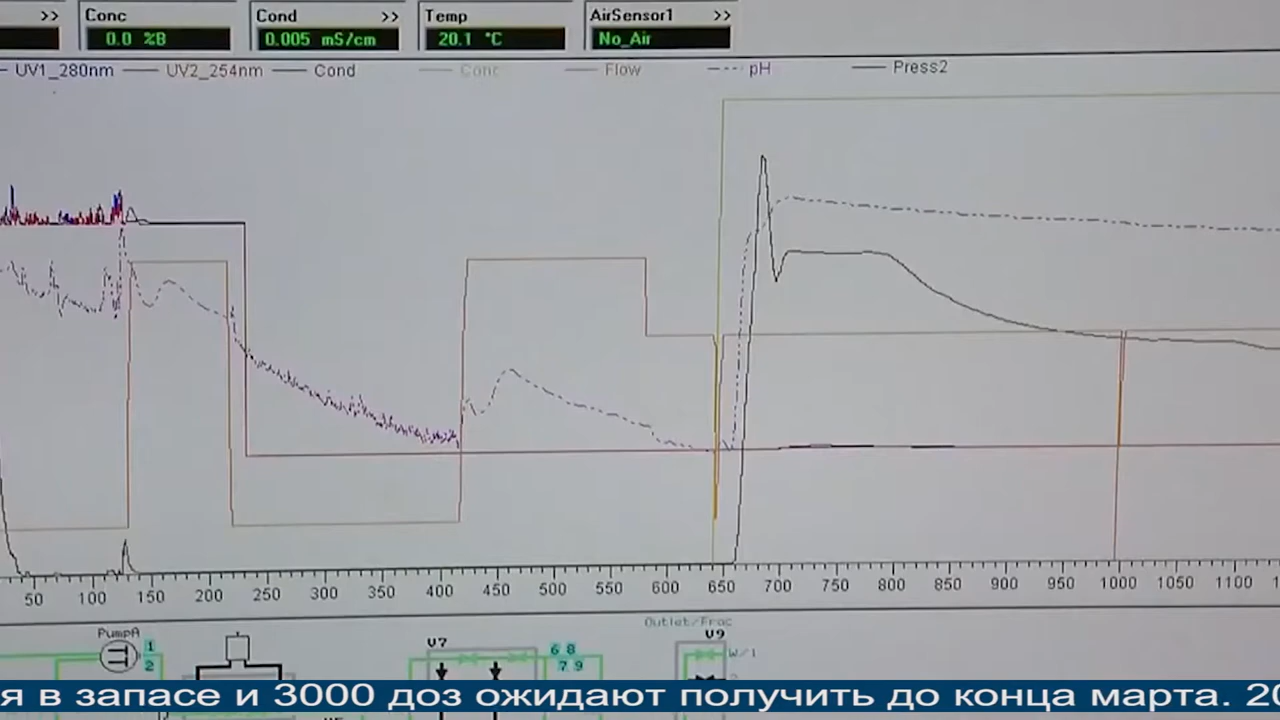 >> Conc Cond >> Temp AirSensor1 >>
0.0 %B 0.005 mS/cm 20.1 °C No_Air
UV1_280nm UV2_254nm Cond Conc Flow pH Press2
50 100 150 200 250 300 350 400 450 500 550 600 650 700 750 800 850 900 950 1000 1050 1100
Outlet/Frac
PumpA V7 V9
1 6 8 W/1
2 7 9
я в запасе и 3000 доз ожидают получить до конца марта. 20